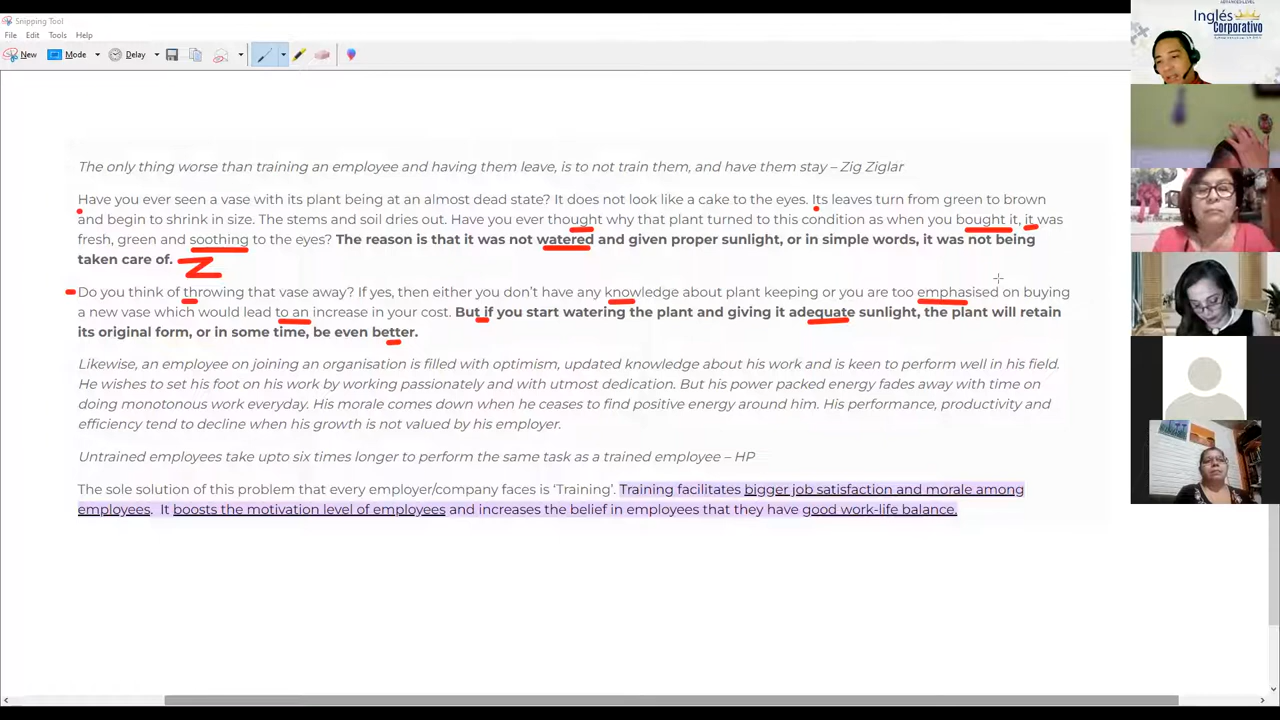 Snipping Tool
File Edit Tools Help
New Mode Delay
Inglés
Corporativo
The only thing worse than training an employee and having them leave, is to not train them, and have them stay – Zig Ziglar
Have you ever seen a vase with its plant being at an almost dead state? It does not look like a cake to the eyes. Its leaves turn from green to brown
and begin to shrink in size. The stems and soil dries out. Have you ever thought why that plant turned to this condition as when you bought it, it was
fresh, green and soothing to the eyes? The reason is that it was not watered and given proper sunlight, or in simple words, it was not being
taken care of.
Do you think of throwing that vase away? If yes, then either you don't have any knowledge about plant keeping or you are too emphasised on buying
a new vase which would lead to an increase in your cost. But if you start watering the plant and giving it adequate sunlight, the plant will retain
its original form, or in some time, be even better.
Likewise, an employee on joining an organisation is filled with optimism, updated knowledge about his work and is keen to perform well in his field.
He wishes to set his foot on his work by working passionately and with utmost dedication. But his power packed energy fades away with time on
doing monotonous work everyday. His morale comes down when he ceases to find positive energy around him. His performance, productivity and
efficiency tend to decline when his growth is not valued by his employer.
Untrained employees take upto six times longer to perform the same task as a trained employee – HP
The sole solution of this problem that every employer/company faces is ‘Training’. Training facilitates bigger job satisfaction and morale among
employees. It boosts the motivation level of employees and increases the belief in employees that they have good work-life balance.